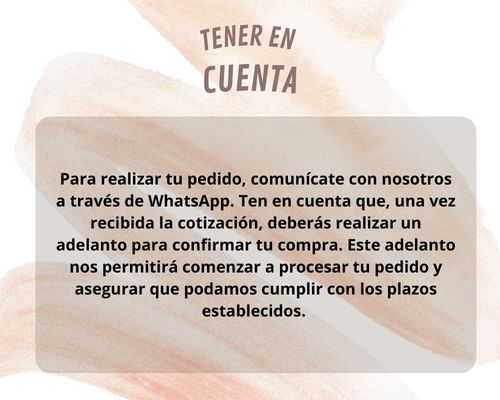 TENER EN
CUENTA
Para realizar tu pedido, comunícate con nosotros
a través de WhatsApp. Ten en cuenta que, una vez
recibida la cotización, deberás realizar un
adelanto para confirmar tu compra. Este adelanto
nos permitirá comenzar a procesar tu pedido y
asegurar que podamos cumplir con los plazos
establecidos.